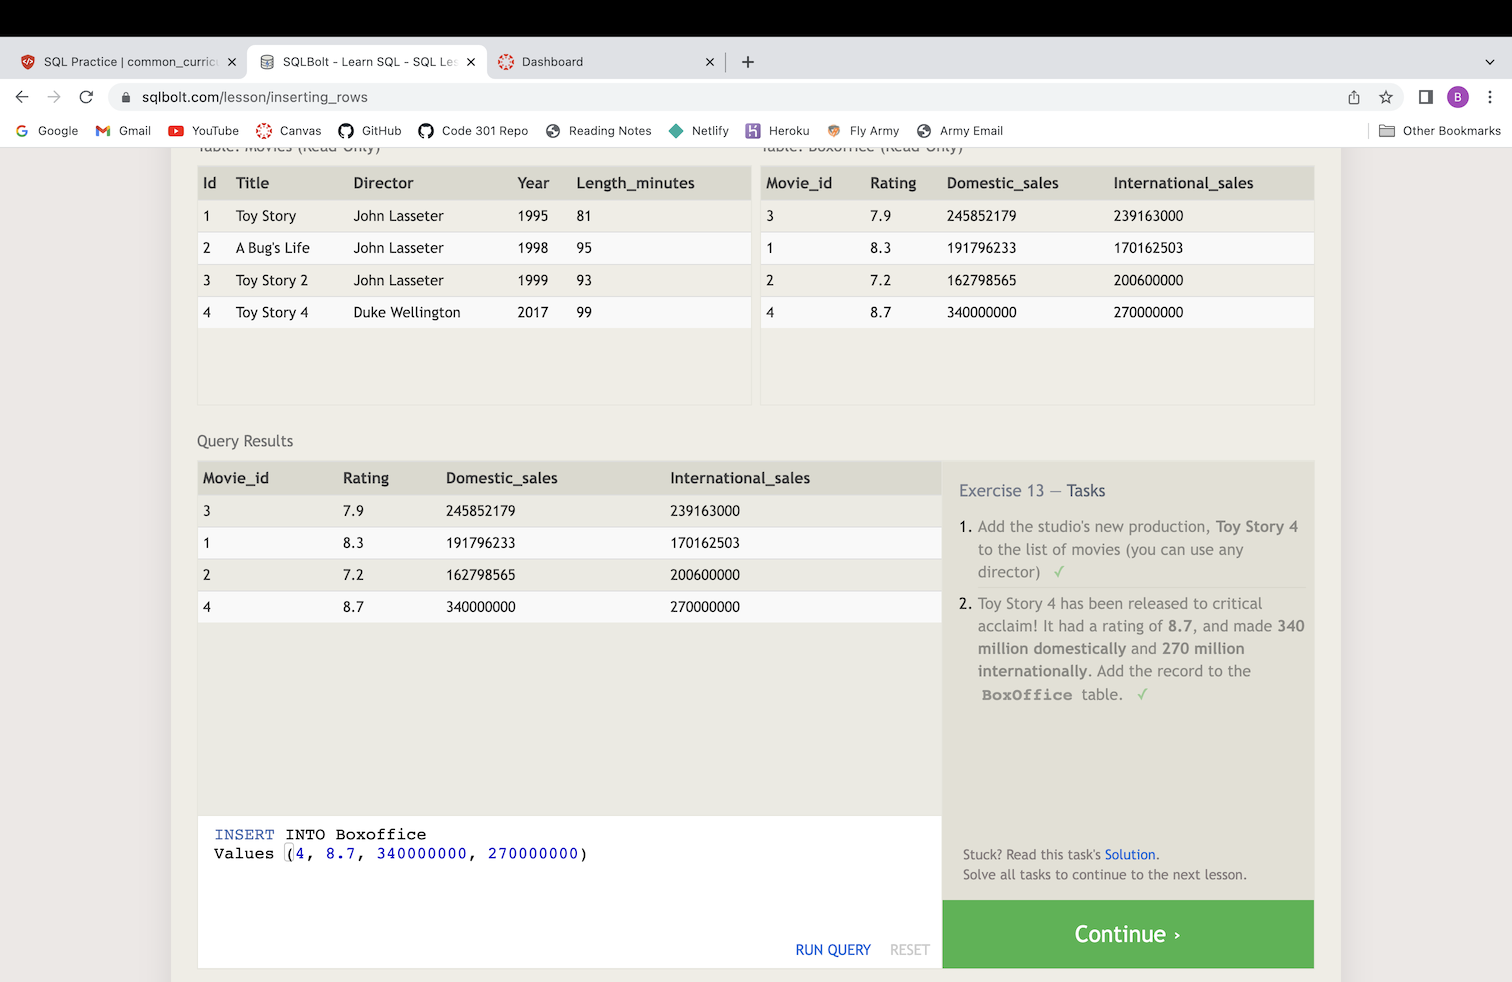 SQL Practice | common_curric
SQLBolt - Learn SQL - SQL Les
Dashboard
sqlbolt.com/lesson/inserting_rows
B
Google Gmail YouTube Canvas GitHub Code 301 Repo Reading Notes Netlify Heroku Fly Army Army Email Other Bookmarks
Table: Movies (Read-Only) Table: Boxoffice (Read-Only)
Id Title Director Year Length_minutes Movie_id Rating Domestic_sales International_sales
1 Toy Story John Lasseter 1995 81 3 7.9 245852179 239163000
2 A Bug's Life John Lasseter 1998 95 1 8.3 191796233 170162503
3 Toy Story 2 John Lasseter 1999 93 2 7.2 162798565 200600000
4 Toy Story 4 Duke Wellington 2017 99 4 8.7 340000000 270000000
Query Results
Movie_id Rating Domestic_sales International_sales
3 7.9 245852179 239163000
1 8.3 191796233 170162503
2 7.2 162798565 200600000
4 8.7 340000000 270000000
INSERT INTO Boxoffice
Values (4, 8.7, 340000000, 270000000)
RUN QUERY RESET
Exercise 13 — Tasks
1. Add the studio's new production, Toy Story 4
to the list of movies (you can use any
director) ✓
2. Toy Story 4 has been released to critical
acclaim! It had a rating of 8.7, and made 340
million domestically and 270 million
internationally. Add the record to the
BoxOffice table. ✓
Stuck? Read this task's Solution.
Solve all tasks to continue to the next lesson.
Continue ›